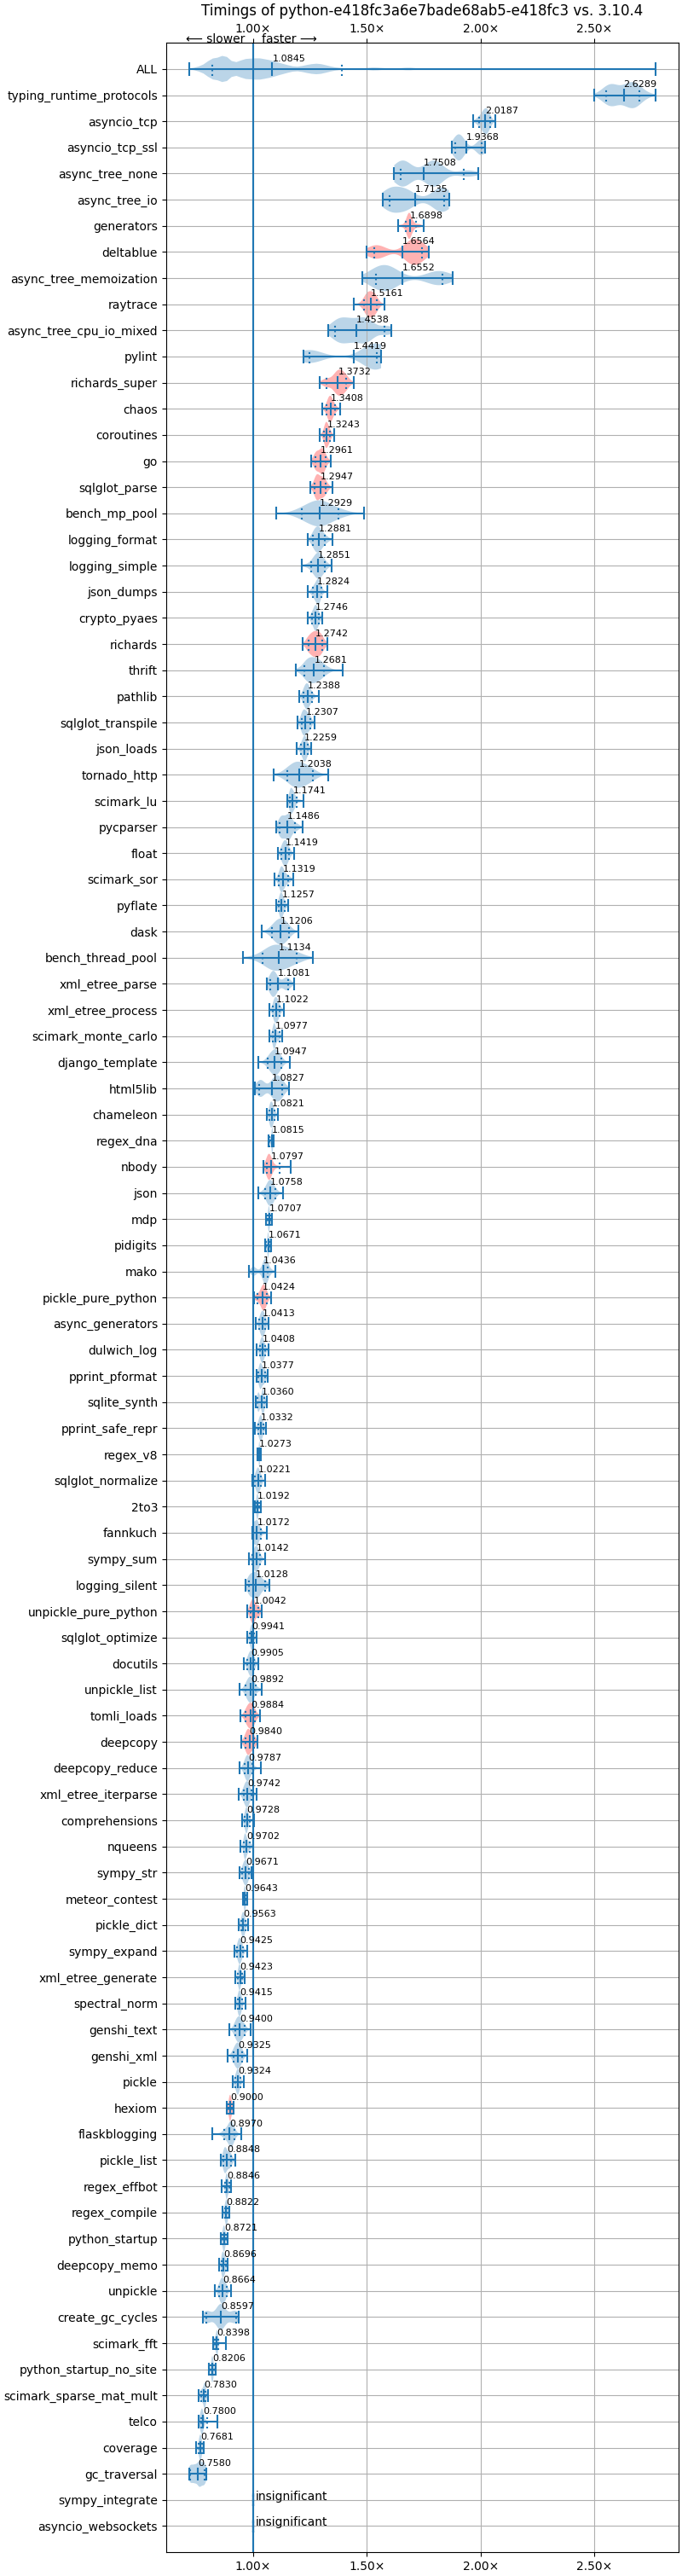 Timings of python-e418fc3a6e7bade68ab5-e418fc3 vs. 3.10.4
1.00× 1.50× 2.00× 2.50×
⟵ slower faster ⟶
ALL 1.0845
typing_runtime_protocols 2.6289
asyncio_tcp 2.0187
asyncio_tcp_ssl 1.9368
async_tree_none 1.7508
async_tree_io 1.7135
generators 1.6898
deltablue 1.6564
async_tree_memoization 1.6552
raytrace 1.5161
async_tree_cpu_io_mixed 1.4538
pylint 1.4419
richards_super 1.3732
chaos 1.3408
coroutines 1.3243
go 1.2961
sqlglot_parse 1.2947
bench_mp_pool 1.2929
logging_format 1.2881
logging_simple 1.2851
json_dumps 1.2824
crypto_pyaes 1.2746
richards 1.2742
thrift 1.2681
pathlib 1.2388
sqlglot_transpile 1.2307
json_loads 1.2259
tornado_http 1.2038
scimark_lu 1.1741
pycparser 1.1486
float 1.1419
scimark_sor 1.1319
pyflate 1.1257
dask 1.1206
bench_thread_pool 1.1134
xml_etree_parse 1.1081
xml_etree_process 1.1022
scimark_monte_carlo 1.0977
django_template 1.0947
html5lib 1.0827
chameleon 1.0821
regex_dna 1.0815
nbody 1.0797
json 1.0758
mdp 1.0707
pidigits 1.0671
mako 1.0436
pickle_pure_python 1.0424
async_generators 1.0413
dulwich_log 1.0408
pprint_pformat 1.0377
sqlite_synth 1.0360
pprint_safe_repr 1.0332
regex_v8 1.0273
sqlglot_normalize 1.0221
2to3 1.0192
fannkuch 1.0172
sympy_sum 1.0142
logging_silent 1.0128
unpickle_pure_python 1.0042
sqlglot_optimize 0.9941
docutils 0.9905
unpickle_list 0.9892
tomli_loads 0.9884
deepcopy 0.9840
deepcopy_reduce 0.9787
xml_etree_iterparse 0.9742
comprehensions 0.9728
nqueens 0.9702
sympy_str 0.9671
meteor_contest 0.9643
pickle_dict 0.9563
sympy_expand 0.9425
xml_etree_generate 0.9423
spectral_norm 0.9415
genshi_text 0.9400
genshi_xml 0.9325
pickle 0.9324
hexiom 0.9000
flaskblogging 0.8970
pickle_list 0.8848
regex_effbot 0.8846
regex_compile 0.8822
python_startup 0.8721
deepcopy_memo 0.8696
unpickle 0.8664
create_gc_cycles 0.8597
scimark_fft 0.8398
python_startup_no_site 0.8206
scimark_sparse_mat_mult 0.7830
telco 0.7800
coverage 0.7681
gc_traversal 0.7580
sympy_integrate insignificant
asyncio_websockets insignificant
1.00× 1.50× 2.00× 2.50×